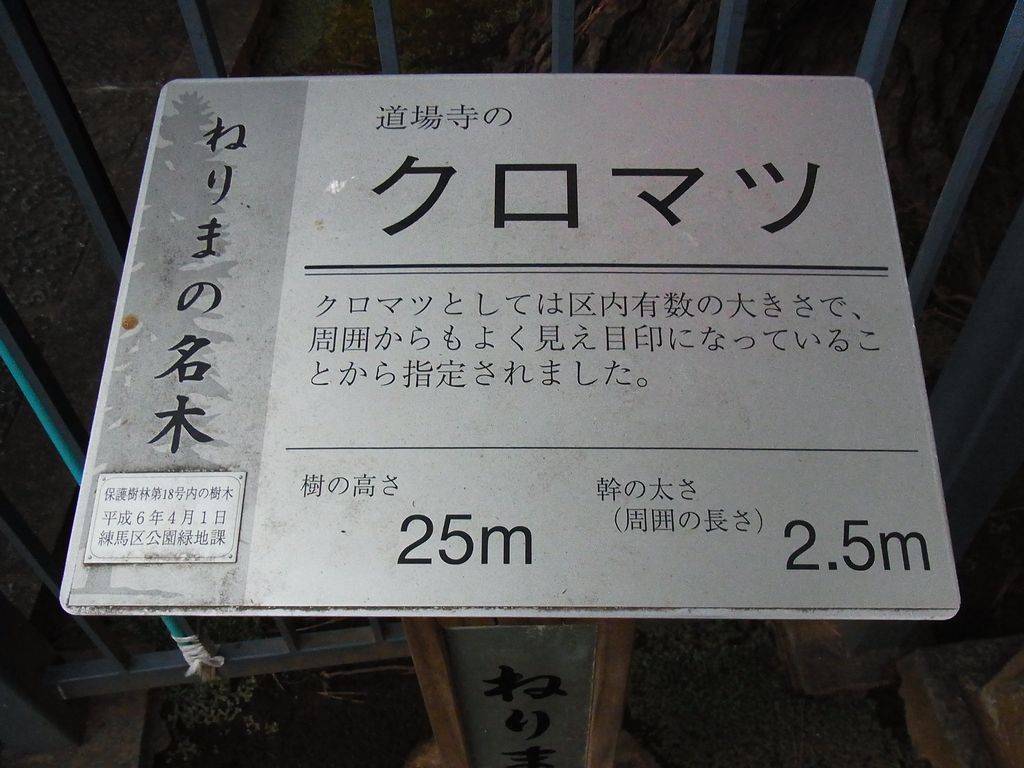 ねりまの名木
道場寺の
クロマツ
クロマツとしては区内有数の大きさで、
周囲からもよく見え目印になっているこ
とから指定されました。
樹の高さ
25m
幹の太さ
（周囲の長さ）
2.5m
保護樹林第18号内の樹木
平成6年4月1日
練馬区公園緑地課
ねりま